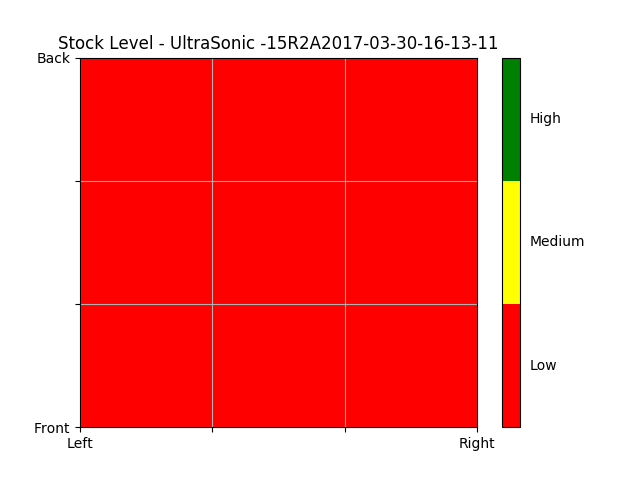 Stock Level - UltraSonic -15R2A2017-03-30-16-13-11
Back
High
Medium
Low
Front
Left
Right